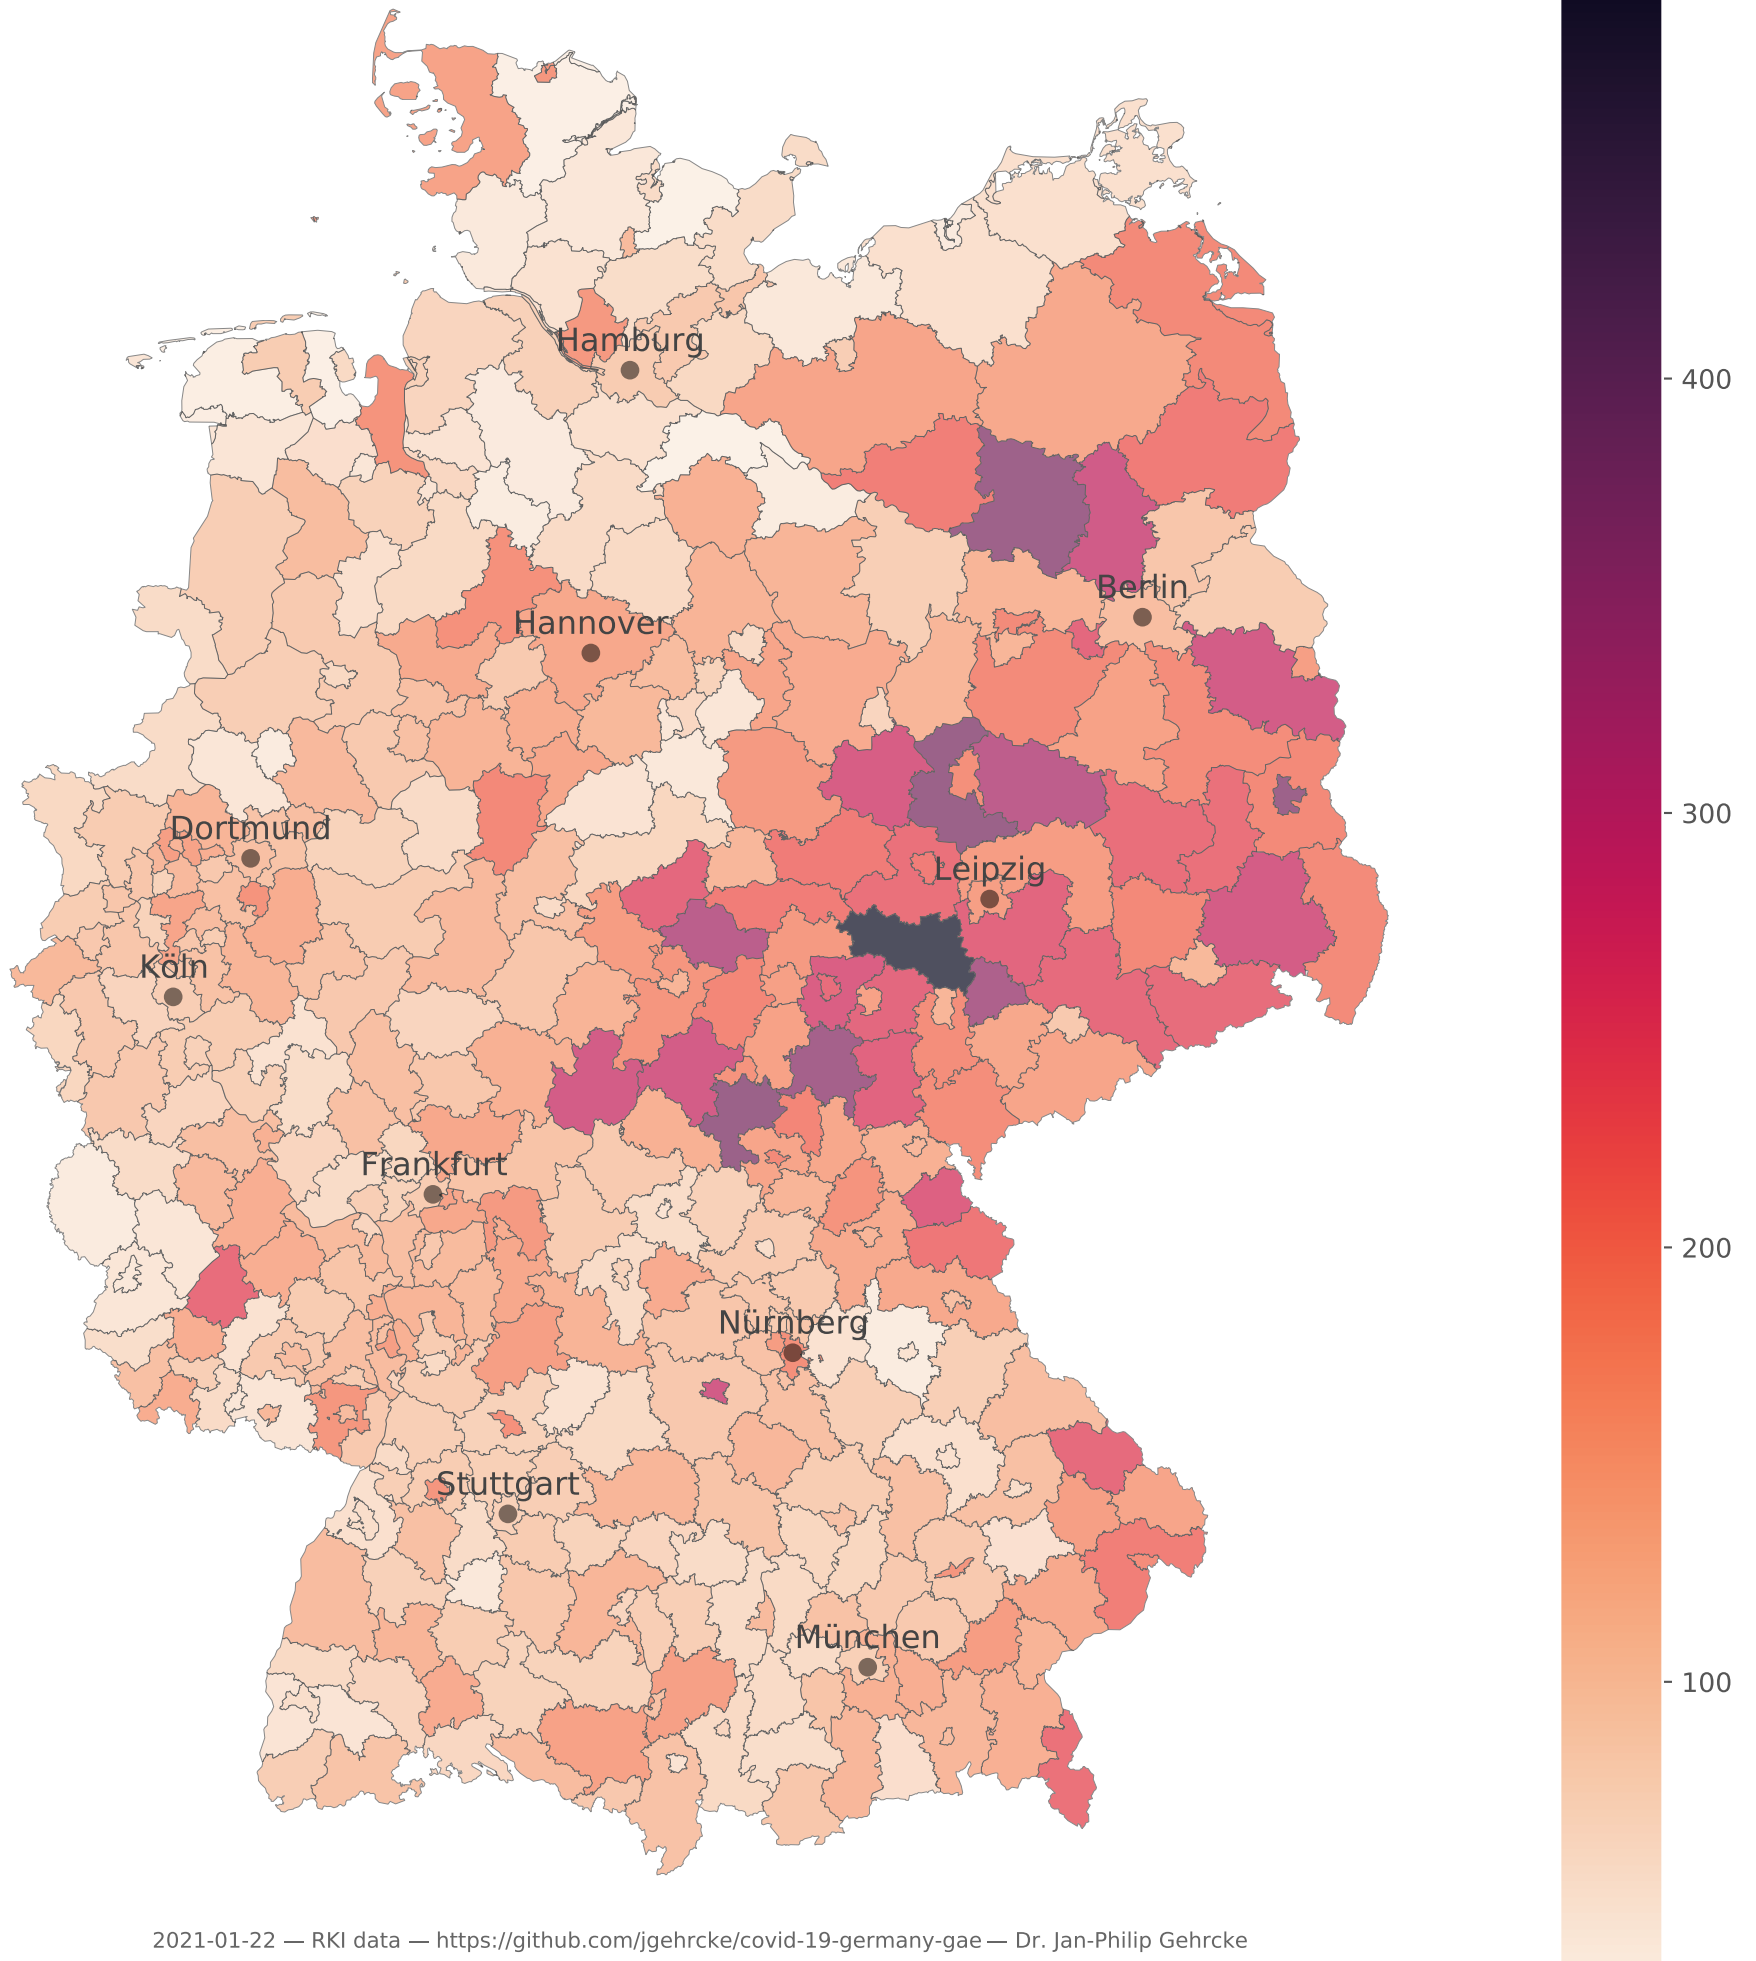 Hamburg
400
Berlin
Hannover
300
Dortmund
Leipzig
Köln
Frankfurt
200
Nürnberg
Stuttgart
München
100
2021-01-22 — RKI data — https://github.com/jgehrcke/covid-19-germany-gae — Dr. Jan-Philip Gehrcke